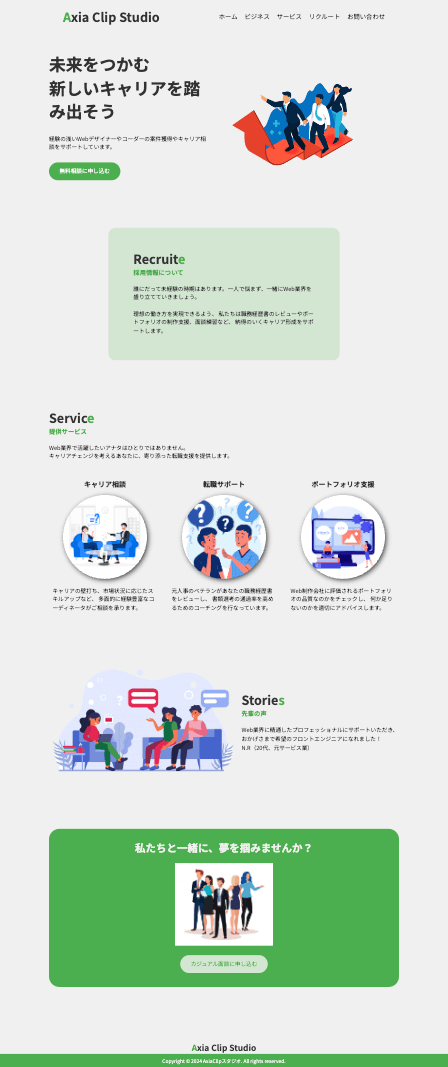 Axia Clip Studio
ホーム ビジネス サービス リクルート お問い合わせ
未来をつかむ
新しいキャリアを踏
み出そう
経験の浅いWebデザイナーやコーダーの案件獲得やキャリア相
談をサポートしています。
無料相談に申し込む
Recruite
採用情報について
誰にだって未経験の時期はあります。一人で悩まず、一緒にWeb業界を
盛り立てていきましょう。
理想の働き方を実現できるよう、私たちは職務経歴書のレビューやポー
トフォリオの制作支援、面談練習など、納得のいくキャリア形成をサポ
ートします。
Service
提供サービス
Web業界で活躍したいアナタはひとりではありません。
キャリアチェンジを考えるあなたに、寄り添った転職支援を提供します。
キャリア相談
転職サポート
ポートフォリオ支援
キャリアの壁打ち、市場状況に応じたス
キルアップなど、多面的に経験豊富なコ
ーディネータがご相談を承ります。
元人事のベテランがあなたの職務経歴書
をレビューし、書類選考の通過率を高め
るためのコーチングを行なっています。
Web制作会社に評価されるポートフォリ
オの品質なのかをチェックし、何が足り
ないのかを適切にアドバイスします。
Stories
先輩の声
Web業界に精通したプロフェッショナルにサポートいただき、
おかげさまで希望のフロントエンジニアになれました！
N.R（20代、元サービス業）
私たちと一緒に、夢を掴みませんか？
カジュアル面談に申し込む
Axia Clip Studio
Copyright © 2024 AxiaClipスタジオ. All rights reserved.